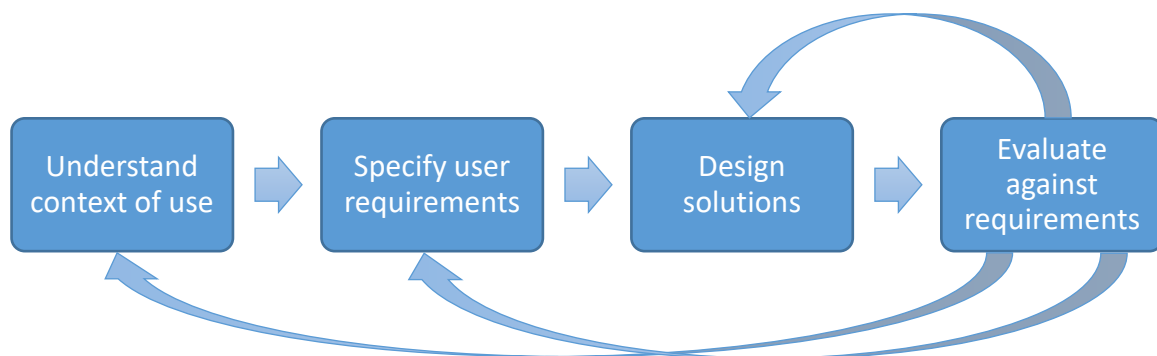 Understand
context of use
Specify user
requirements
Design
solutions
Evaluate
against
requirements